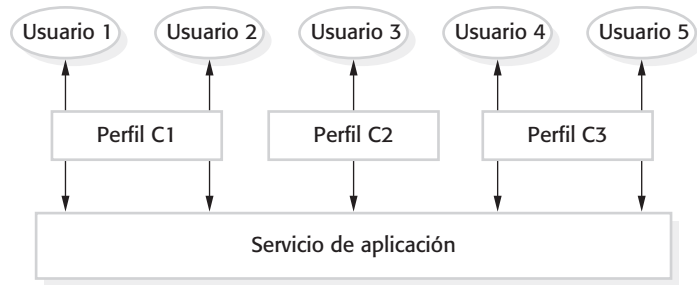 Usuario 1 Usuario 2 Usuario 3 Usuario 4 Usuario 5
Perfil C1 Perfil C2 Perfil C3
Servicio de aplicación